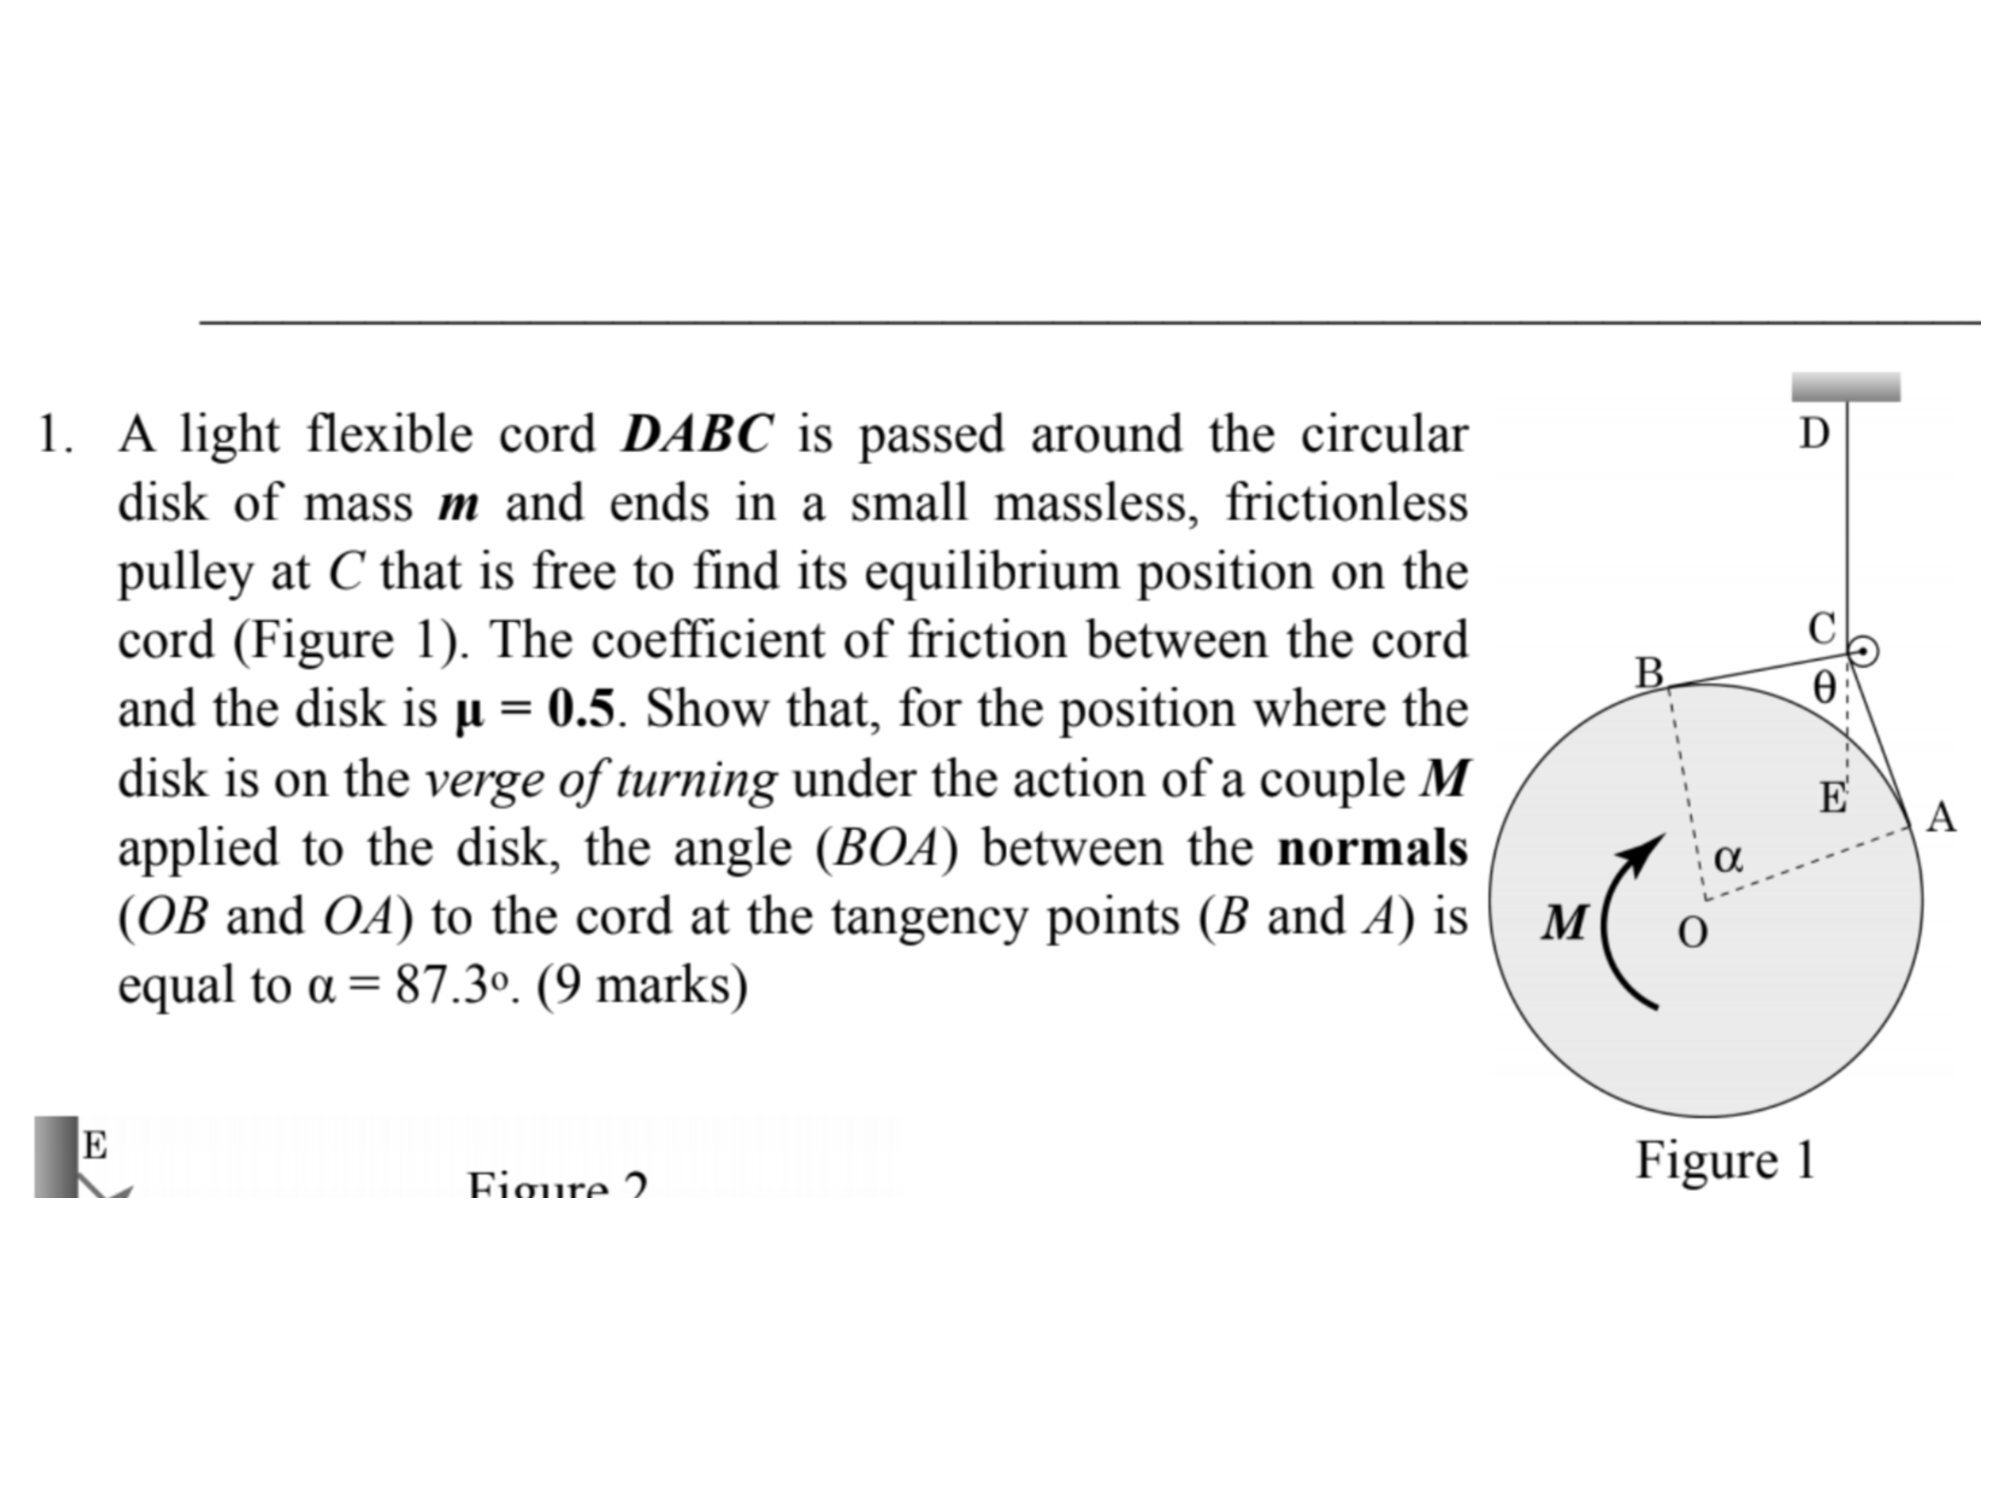 1. A light flexible cord DABC is passed around the circular
disk of mass m and ends in a small massless, frictionless
pulley at C that is free to find its equilibrium position on the
cord (Figure 1). The coefficient of friction between the cord
and the disk is μ = 0.5. Show that, for the position where the
disk is on the verge of turning under the action of a couple M
applied to the disk, the angle (BOA) between the normals
(OB and OA) to the cord at the tangency points (B and A) is
equal to α = 87.3º. (9 marks)
D
C
B
θ
E
A
α
M
O
Figure 1
E
Figure 2